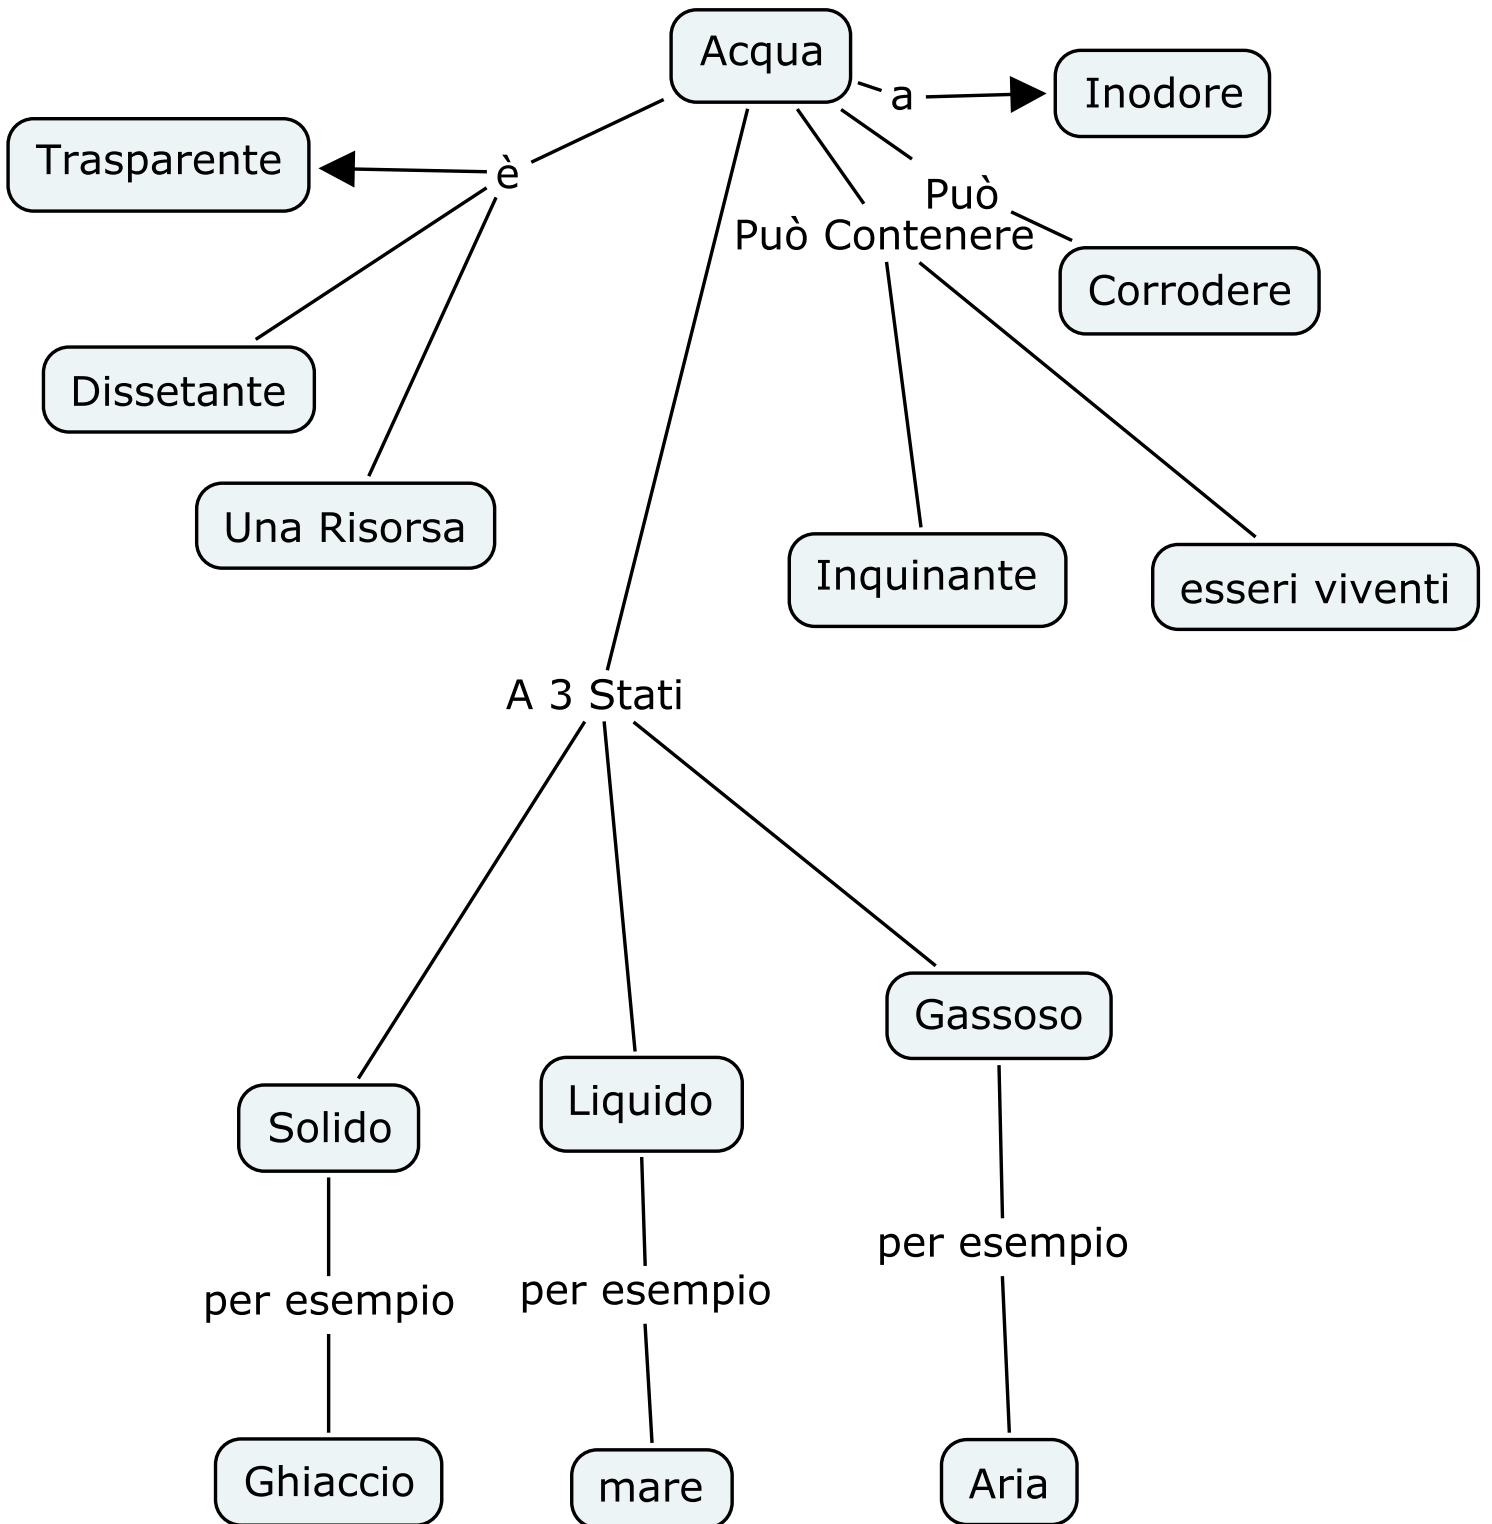 Acqua
a
Inodore
Trasparente
è
Può
Può Contenere
Corrodere
Dissetante
Una Risorsa
Inquinante
esseri viventi
A 3 Stati
Gassoso
Liquido
Solido
per esempio
per esempio
per esempio
Ghiaccio
mare
Aria